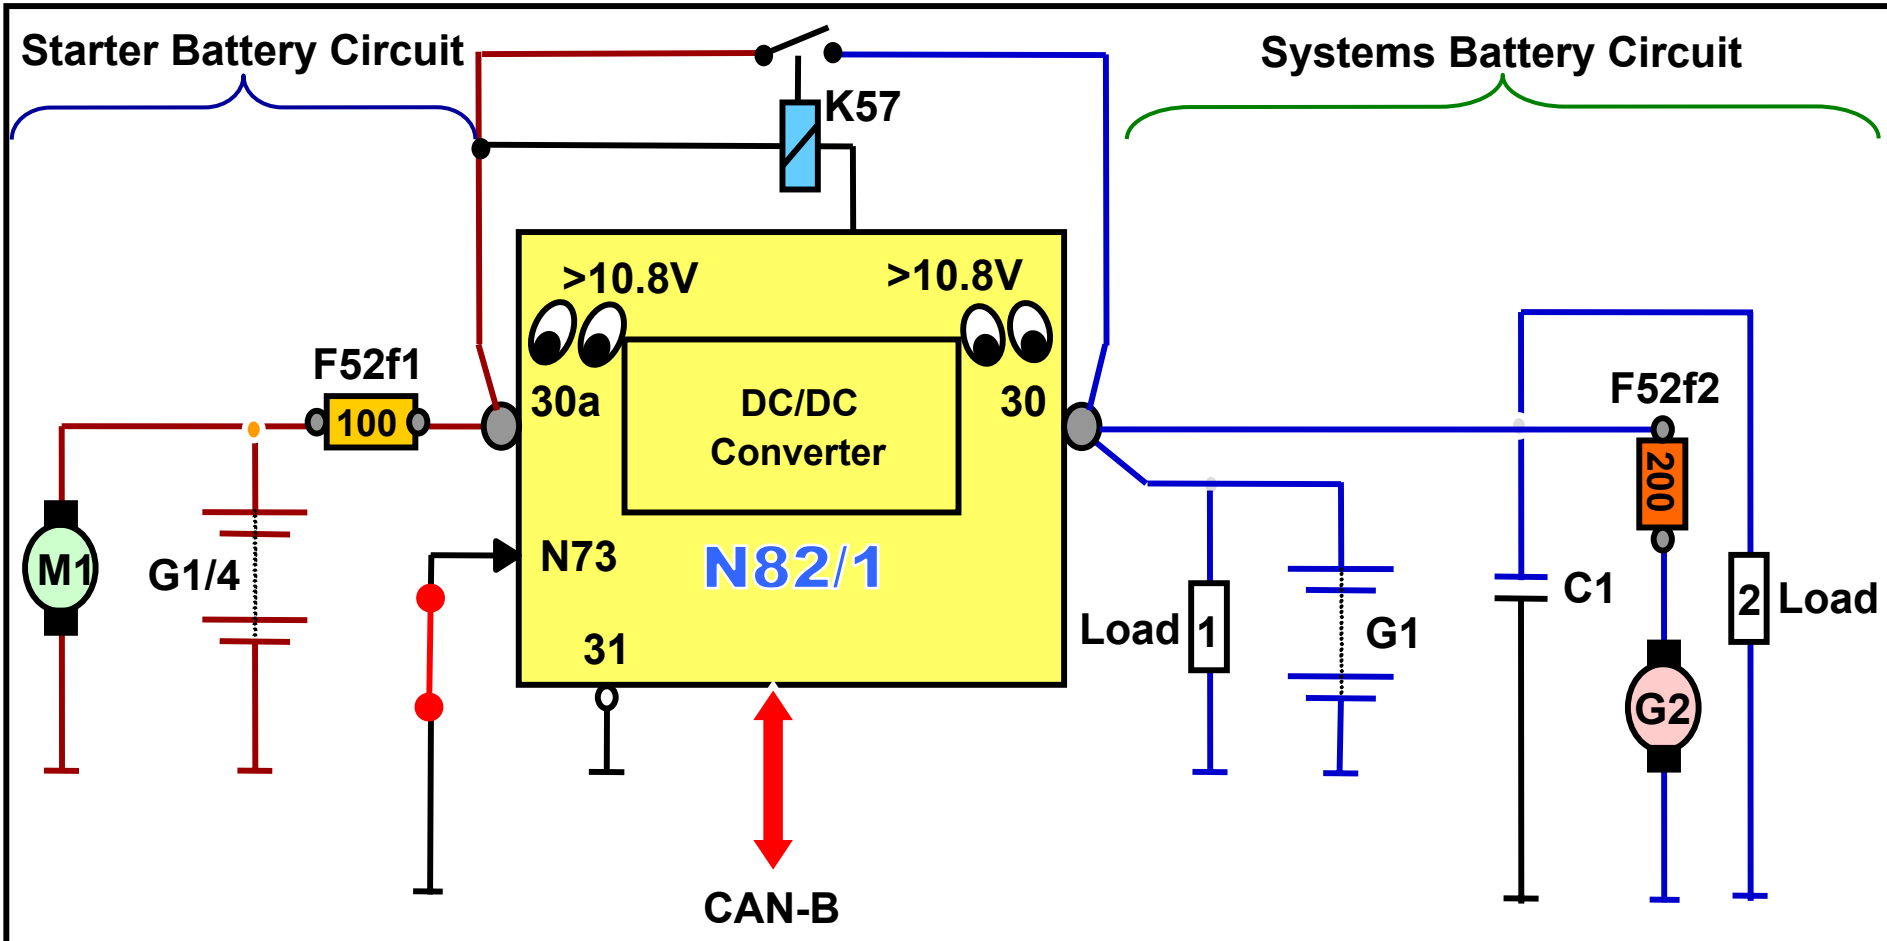 Starter Battery Circuit
Systems Battery Circuit
K57
>10.8V
>10.8V
F52f1
100
30a
30
DC/DC
Converter
F52f2
200
M1
G1/4
N73
N82/1
31
Load
1
G1
C1
2
Load
G2
CAN-B